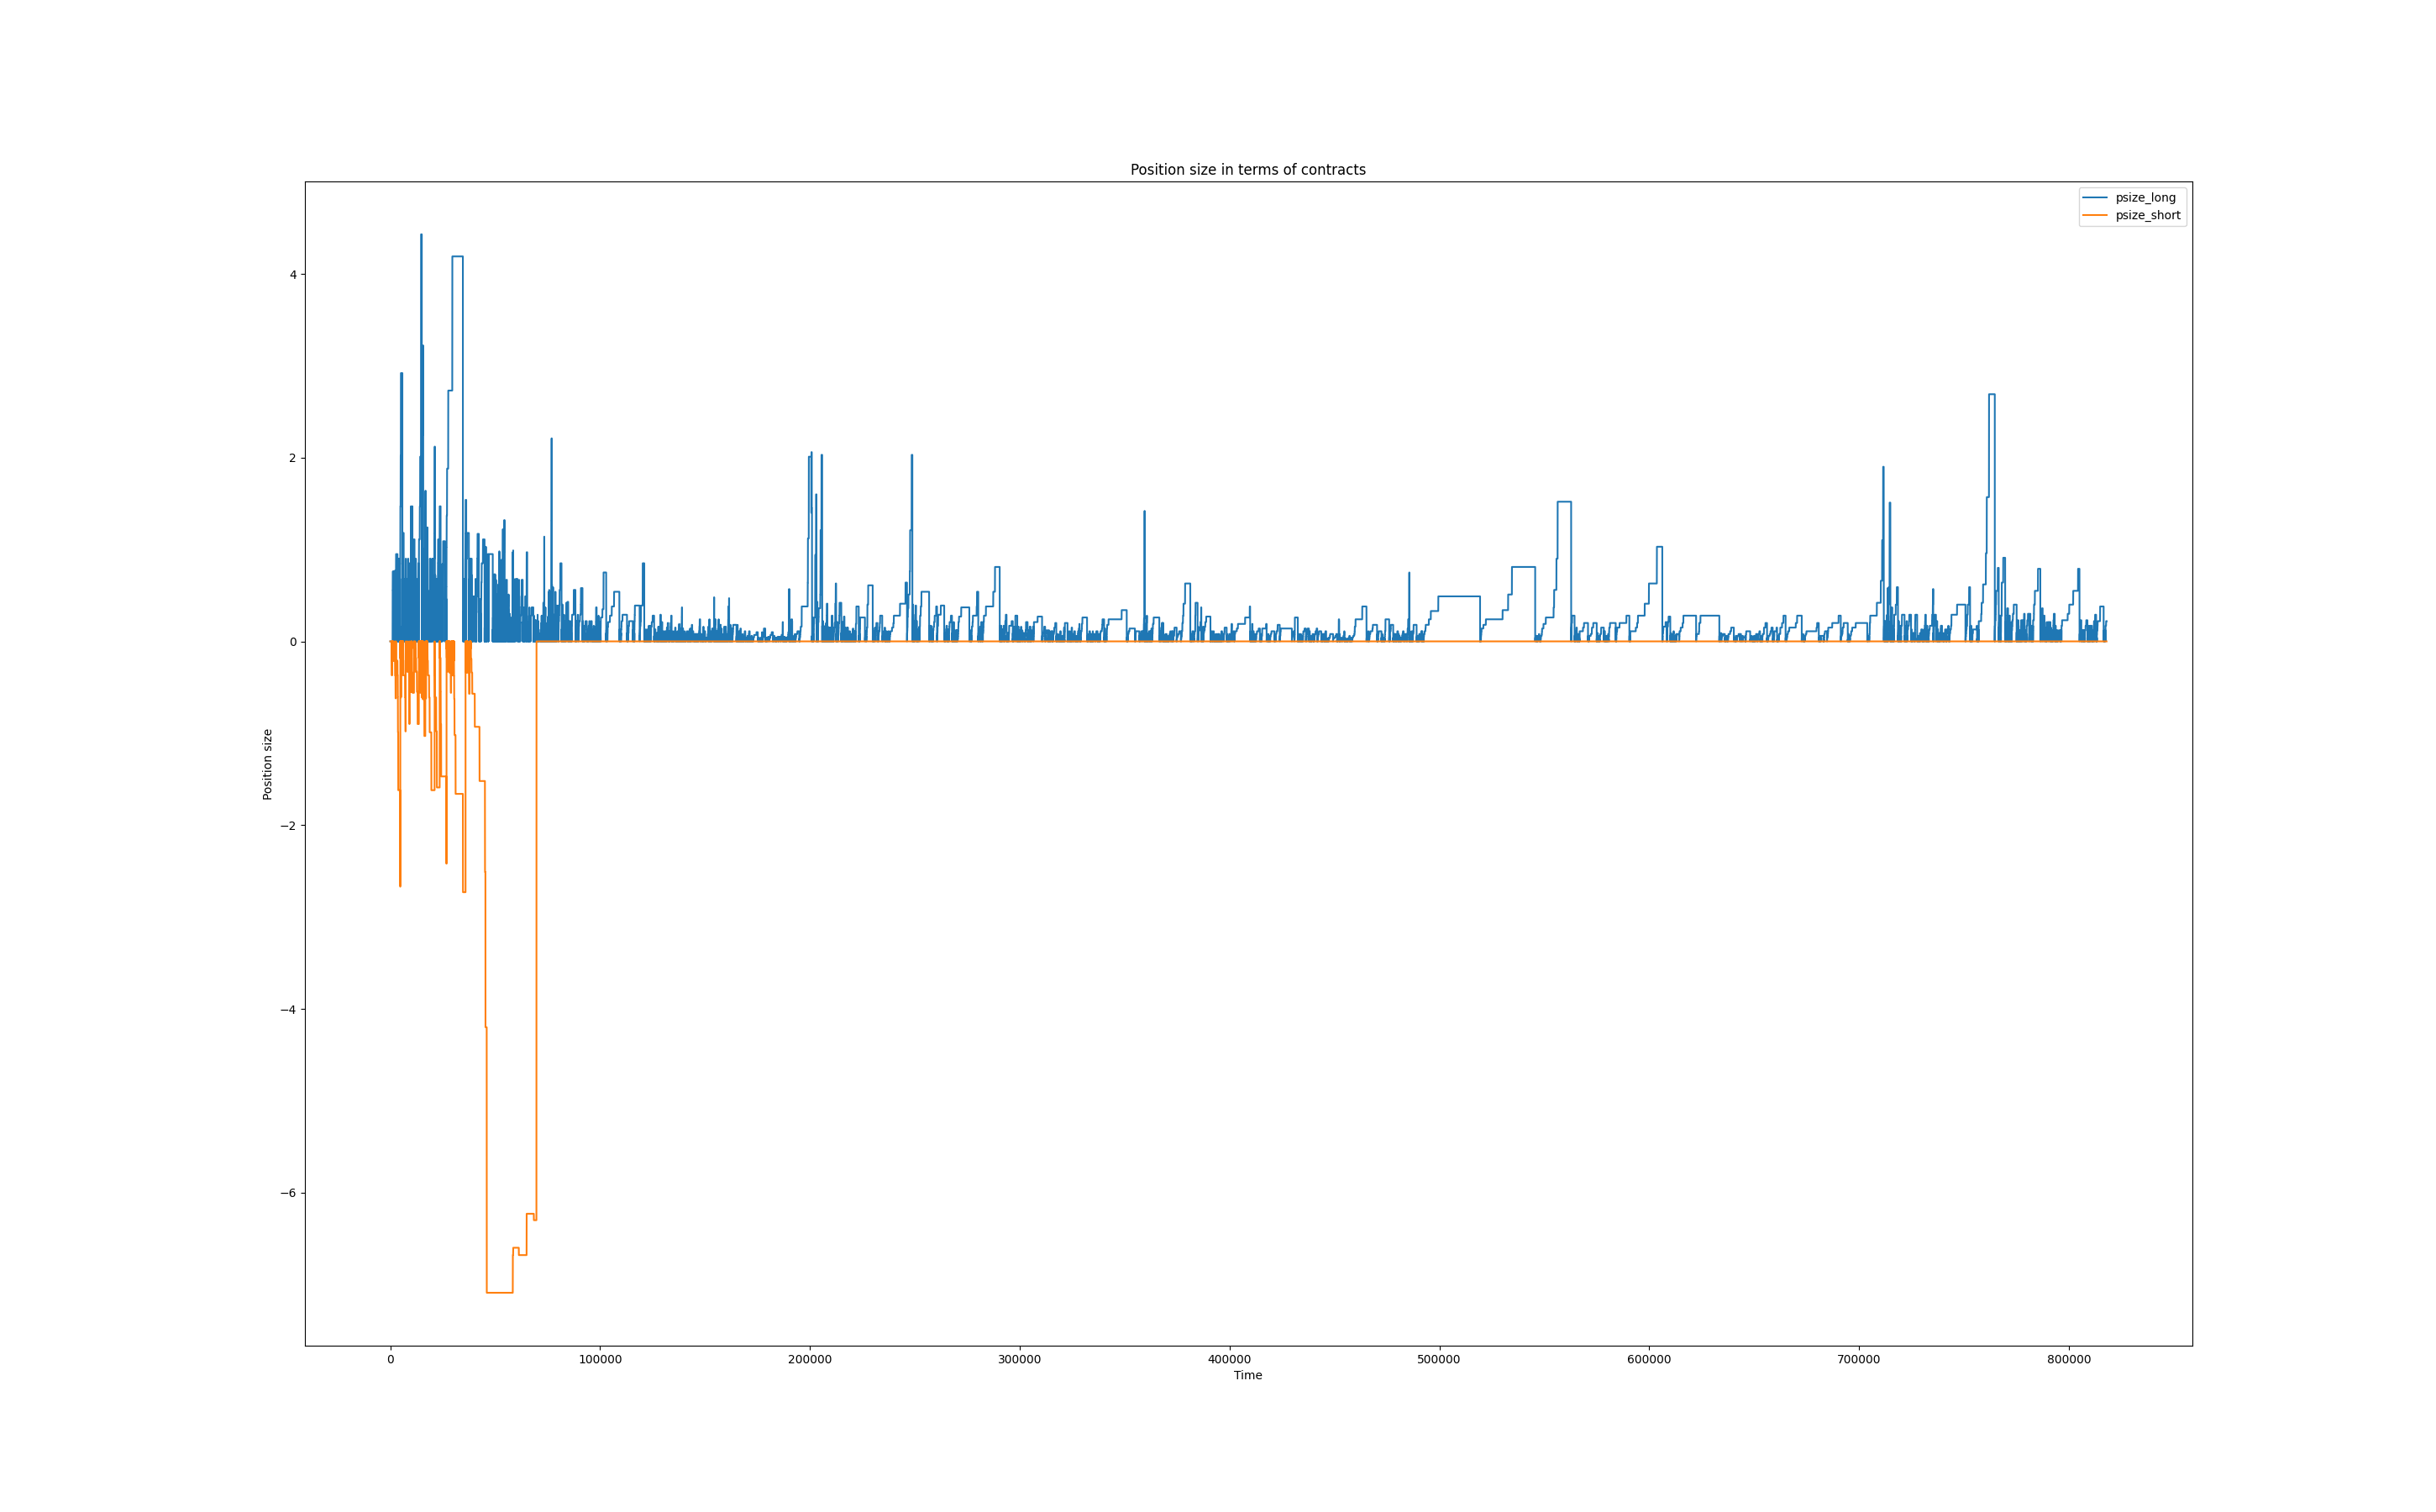 Position size in terms of contracts
psize_long
psize_short
4
2
0
−2
−4
−6
Position size
0 100000 200000 300000 400000 500000 600000 700000 800000
Time